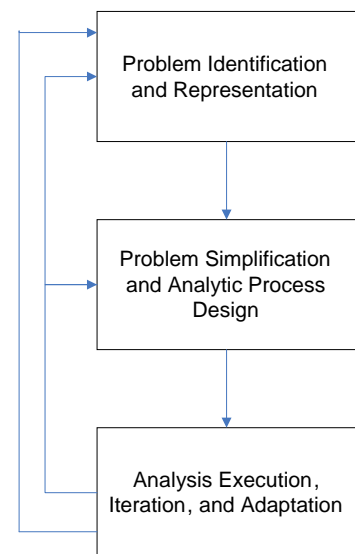 Problem Identification
and Representation
Problem Simplification
and Analytic Process
Design
Analysis Execution,
Iteration, and Adaptation